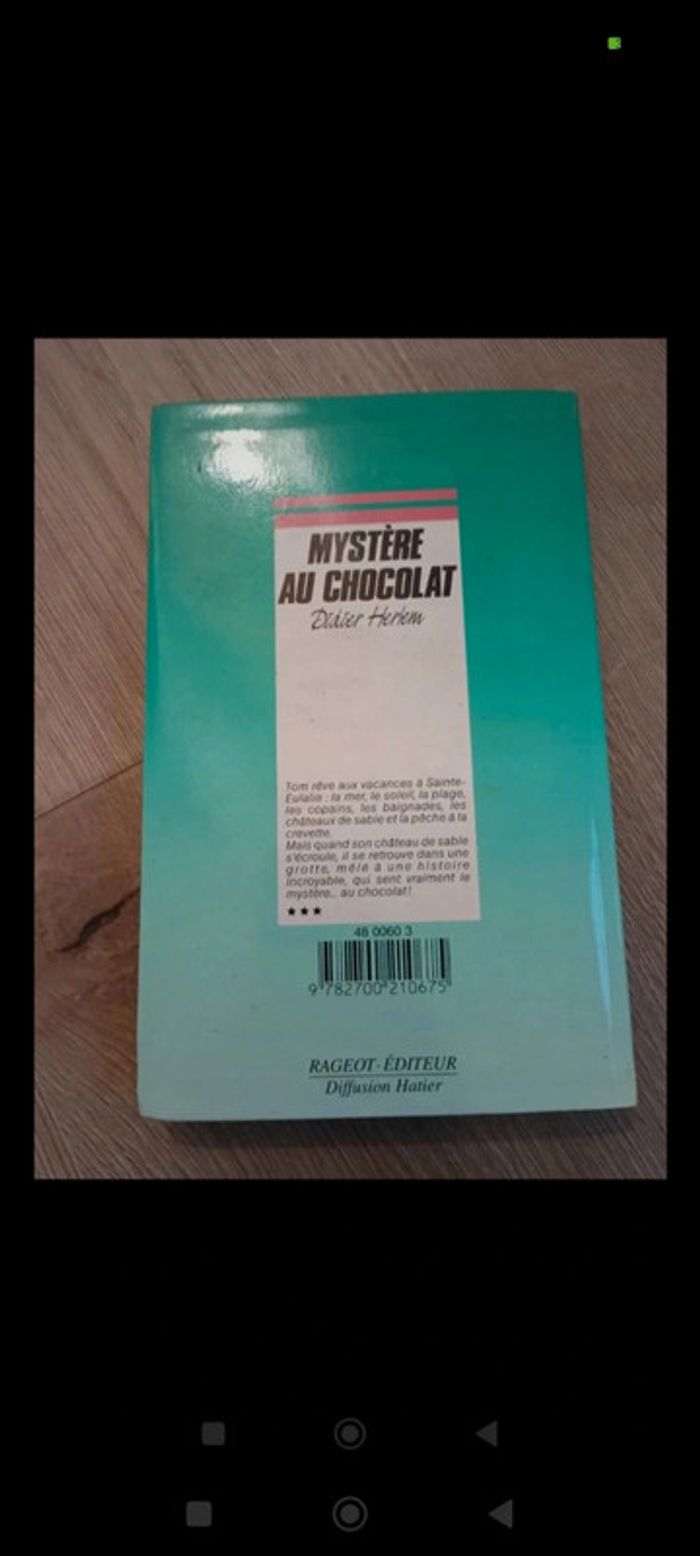 MYSTÈRE
AU CHOCOLAT
Didier Herlem
Tom rêve aux vacances à Sainte-
Eulalie : la mer, le soleil, la plage,
les copains, les baignades, les
châteaux de sable et la pêche à la
crevette.
Mais quand son château de sable
s'écroule, il se retrouve dans une
grotte, mêlé à une histoire
incroyable, qui sent vraiment le
mystère... au chocolat !
★★★
48 0060 3
9 782700 210675
RAGEOT-ÉDITEUR
Diffusion Hatier